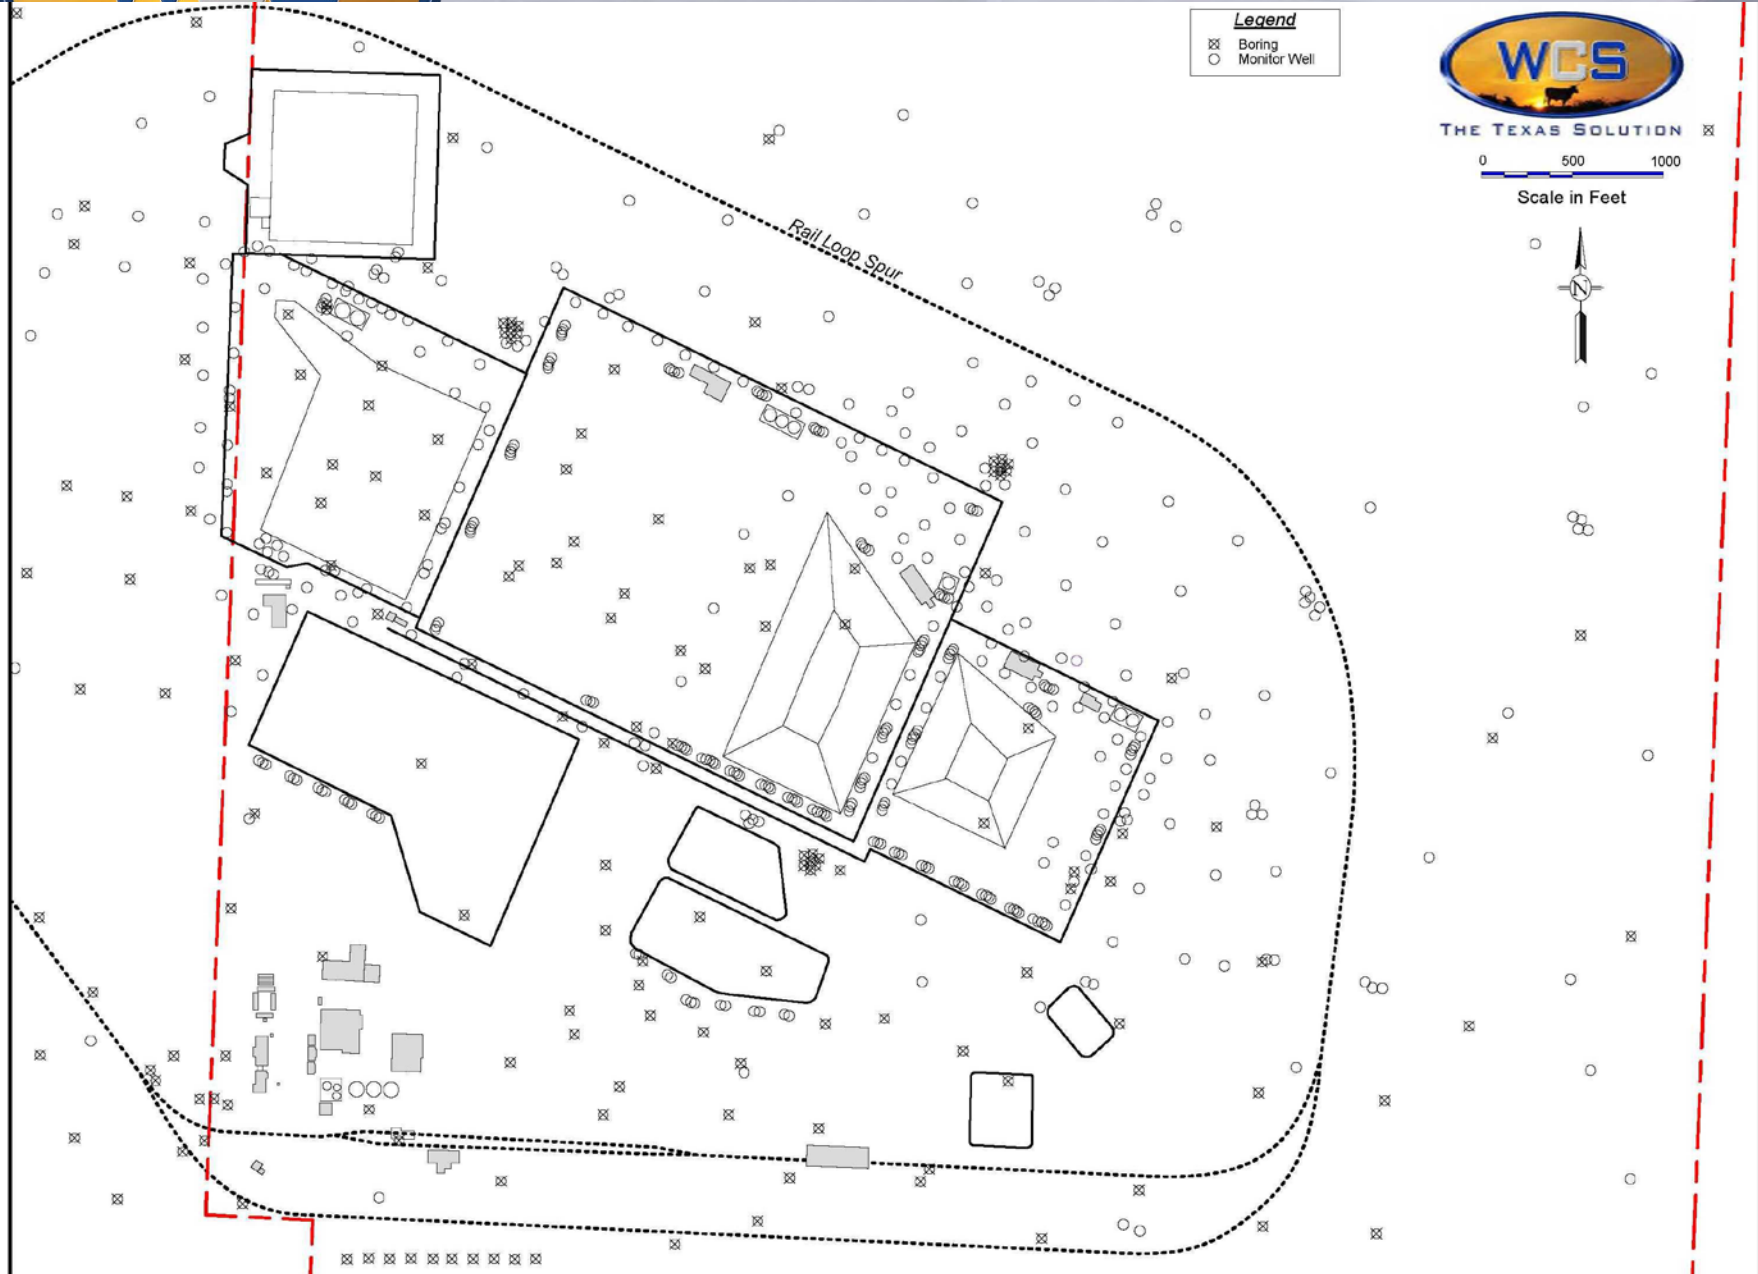 Legend
Boring
Monitor Well
WCS
THE TEXAS SOLUTION
0 500 1000
Scale in Feet
N
Rail Loop Spur